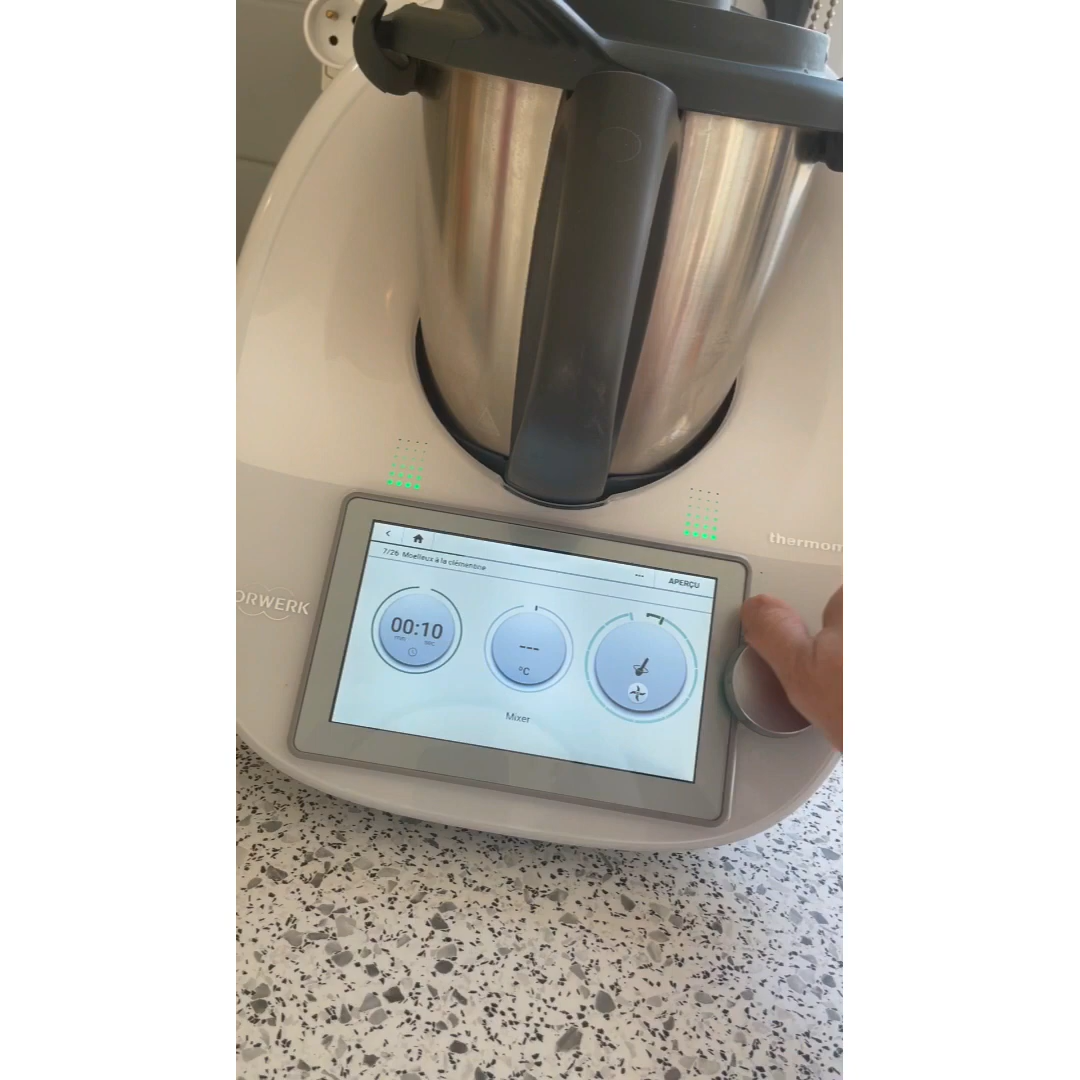 APERÇU
7/26 Moelleux à la clémentine
00:10
min sec
---
°C
Mixer
ORWERK
thermom